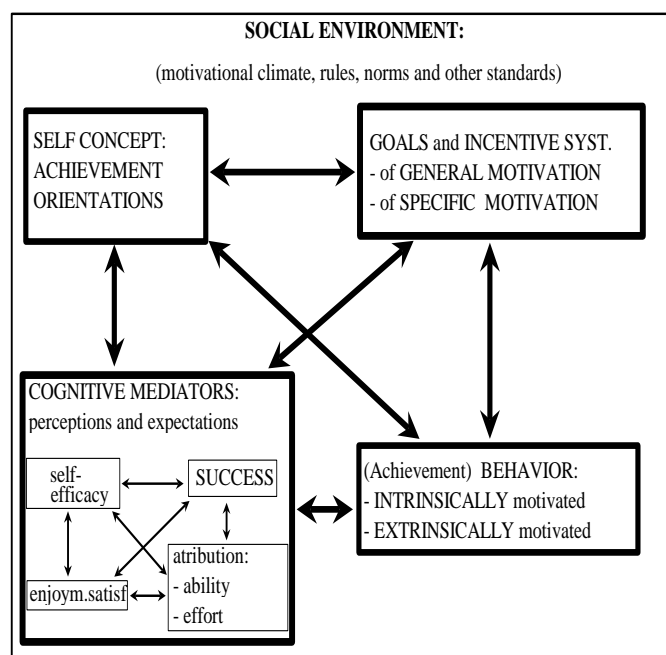 SOCIAL ENVIRONMENT:
(motivational climate, rules, norms and other standards)
SELF CONCEPT:
ACHIEVEMENT
ORIENTATIONS
GOALS and INCENTIVE SYST.
- of GENERAL MOTIVATION
- of SPECIFIC MOTIVATION
COGNITIVE MEDIATORS:
perceptions and expectations
self-
efficacy
SUCCESS
enjoym.satisf
atribution:
- ability
- effort
(Achievement) BEHAVIOR:
- INTRINSICALLY motivated
- EXTRINSICALLY motivated